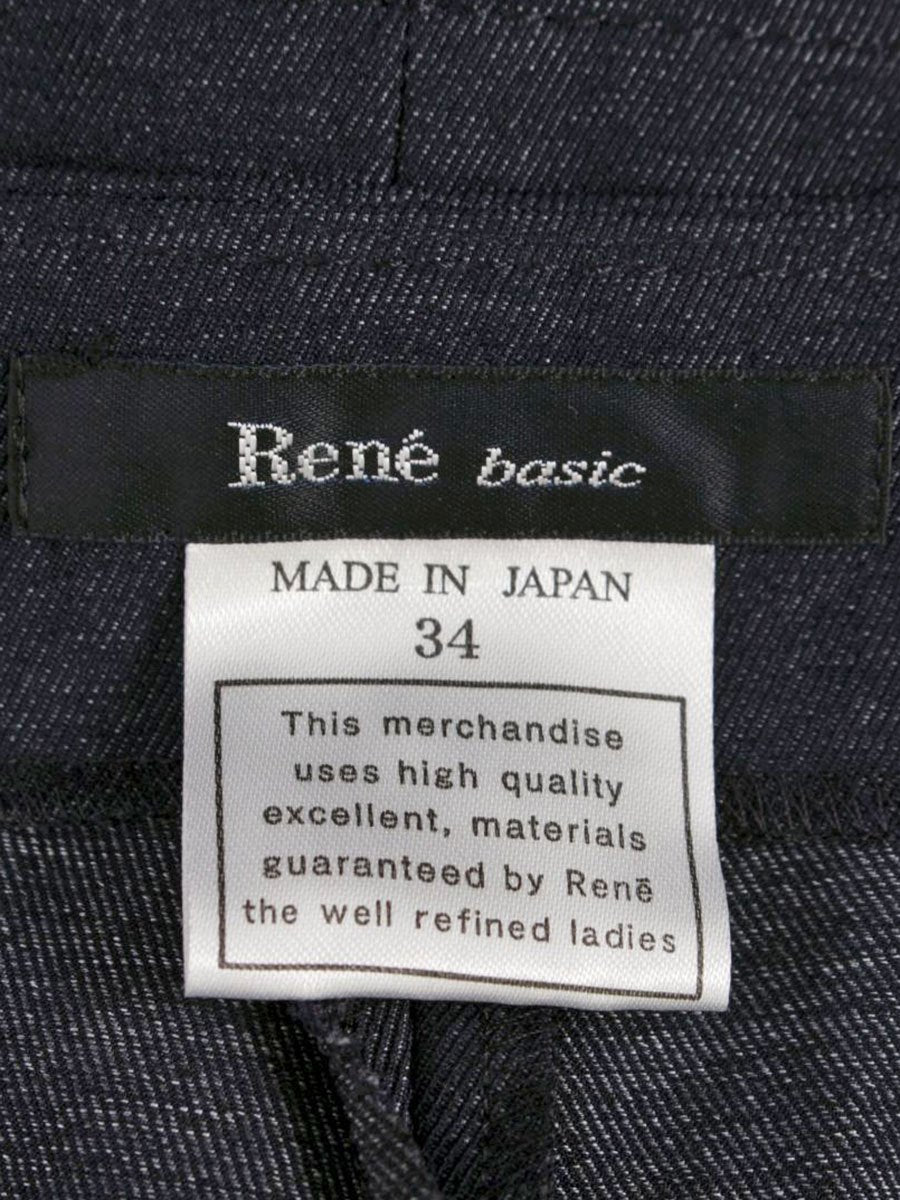 René basic
MADE IN JAPAN
34
This merchandise
uses high quality
excellent, materials
guaranteed by Renē
the well refined ladies